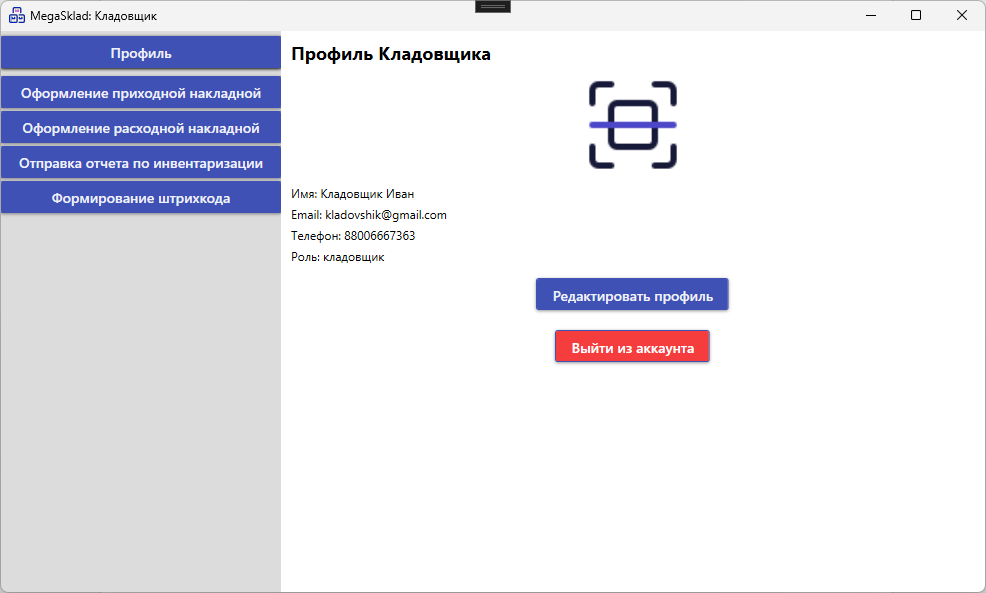 MegaSklad: Кладовщик
Профиль
Оформление приходной накладной
Оформление расходной накладной
Отправка отчета по инвентаризации
Формирование штрихкода
Профиль Кладовщика
Имя: Кладовщик Иван
Email: kladovshik@gmail.com
Телефон: 88006667363
Роль: кладовщик
Редактировать профиль
Выйти из аккаунта